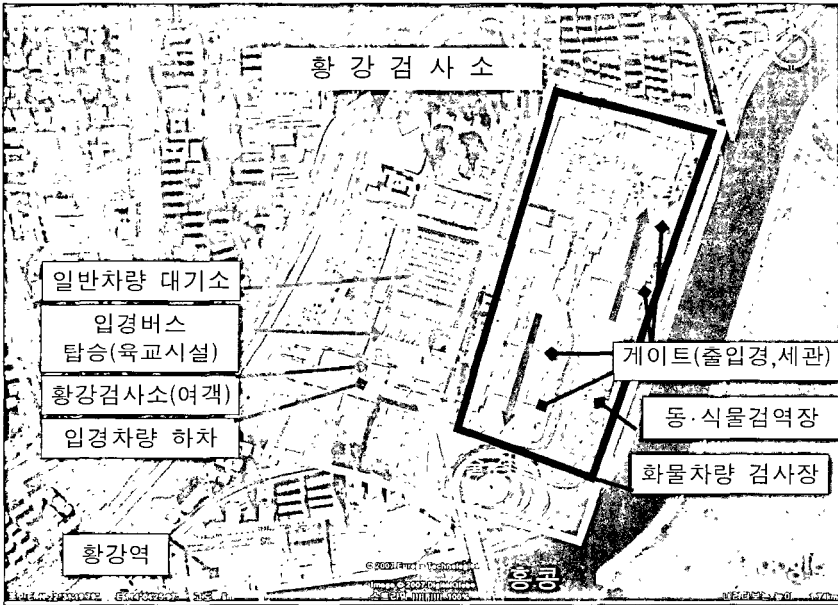 황강검사소
일반차량 대기소
입경버스
탑승(육교시설)
황강검사소(여객)
입경차량 하차
황강역
게이트(출입경,세관)
동·식물검역장
화물차량 검사장
홍콩